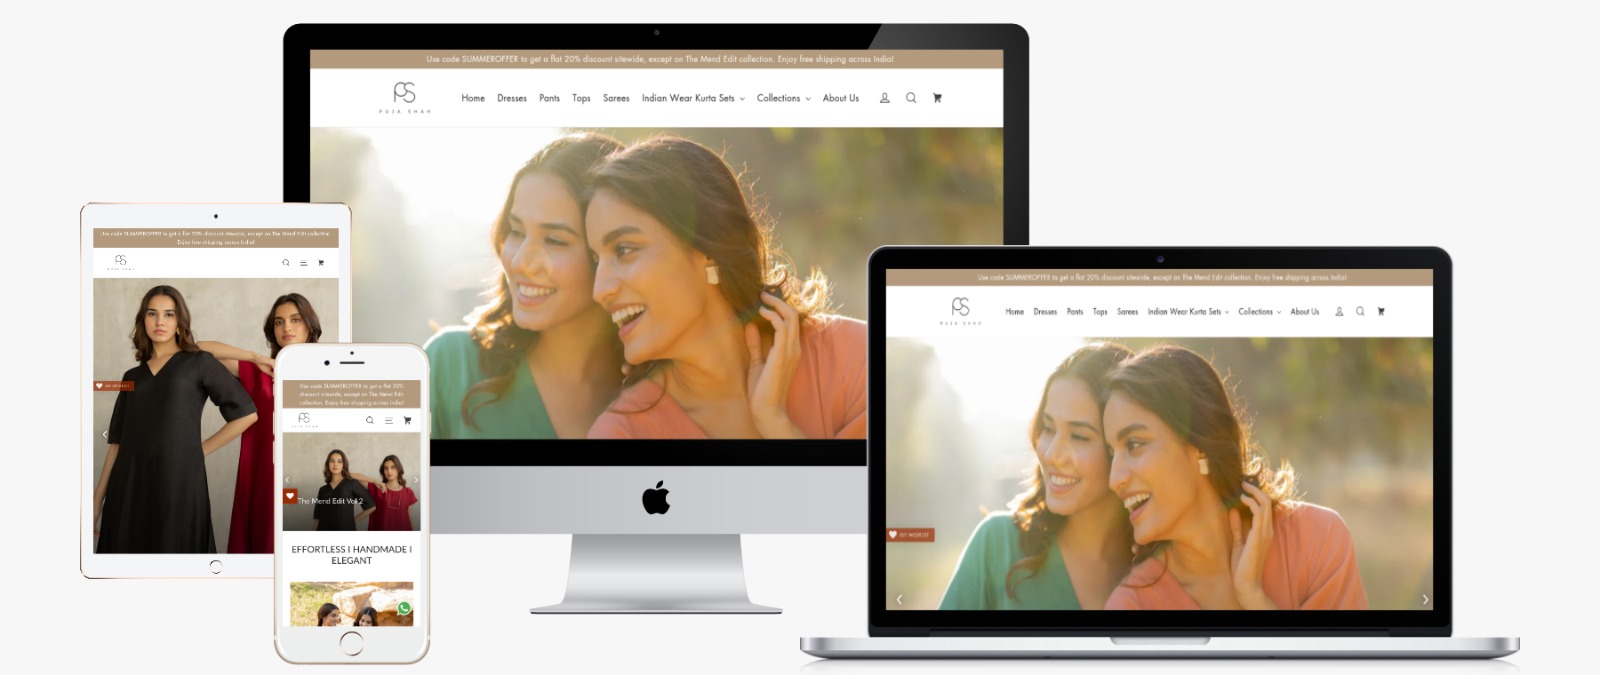 Use code SUMMEROFFER to get a flat 20% discount sitewide, except on The Mend Edit collection. Enjoy free shipping across India!
PS
PUJA SHAH
Home Dresses Pants Tops Sarees Indian Wear Kurta Sets Collections About Us
Use code SUMMEROFFER to get a flat 20% discount sitewide, except on The Mend Edit collection.
Enjoy free shipping across India!
PS
MY WISHLIST
Use code SUMMEROFFER to get a flat 20%
discount sitewide, except on The Mend Edit
collection. Enjoy free shipping across India!
PS
The Mend Edit Vol 2
EFFORTLESS I HANDMADE I
ELEGANT
Use code SUMMEROFFER to get a flat 20% discount sitewide, except on The Mend Edit collection. Enjoy free shipping across India!
PS
PUJA SHAH
Home Dresses Pants Tops Sarees Indian Wear Kurta Sets Collections About Us
MY WISHLIST